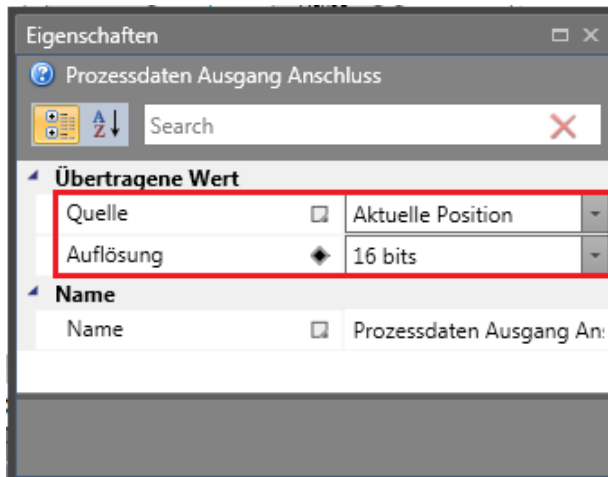 Eigenschaften
Prozessdaten Ausgang Anschluss
Search
Übertragene Wert
Quelle Aktuelle Position
Auflösung 16 bits
Name
Name Prozessdaten Ausgang An